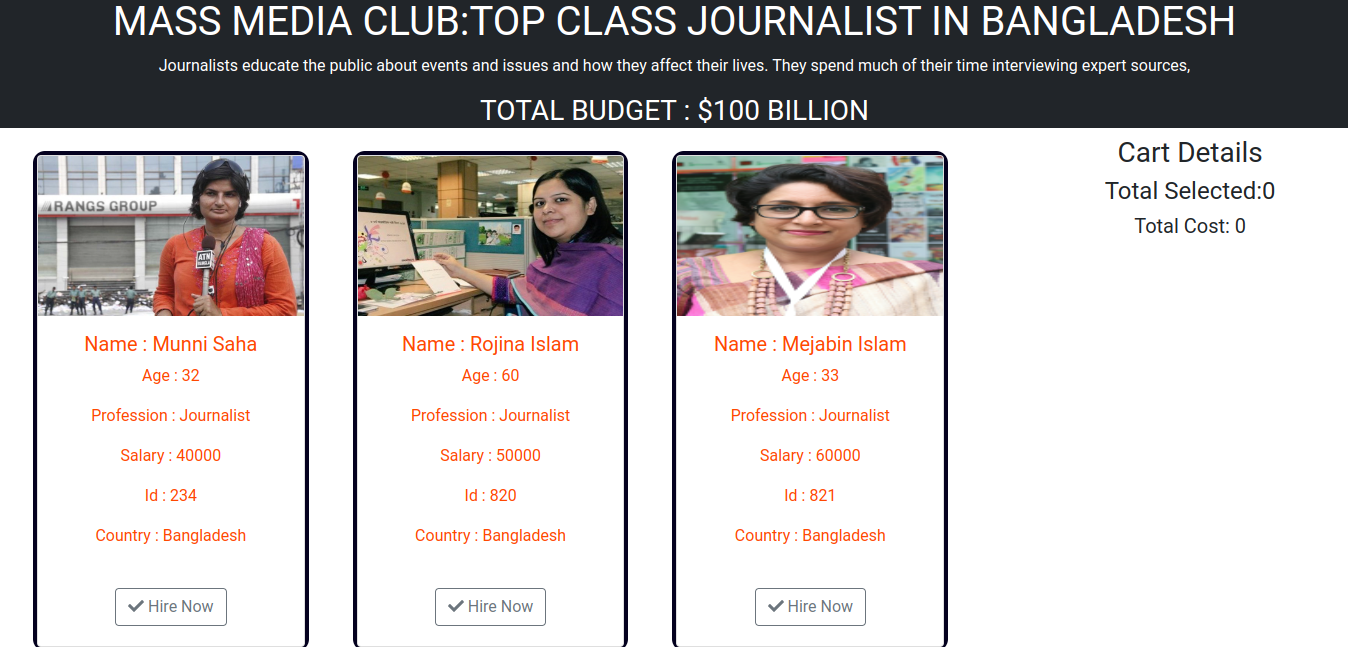 MASS MEDIA CLUB:TOP CLASS JOURNALIST IN BANGLADESH
Journalists educate the public about events and issues and how they affect their lives. They spend much of their time interviewing expert sources,
TOTAL BUDGET : $100 BILLION
RANGS GROUP
ATN
BANGLA
Name : Munni Saha
Age : 32
Profession : Journalist
Salary : 40000
Id : 234
Country : Bangladesh
Hire Now
Name : Rojina Islam
Age : 60
Profession : Journalist
Salary : 50000
Id : 820
Country : Bangladesh
Hire Now
Name : Mejabin Islam
Age : 33
Profession : Journalist
Salary : 60000
Id : 821
Country : Bangladesh
Hire Now
Cart Details
Total Selected:0
Total Cost: 0